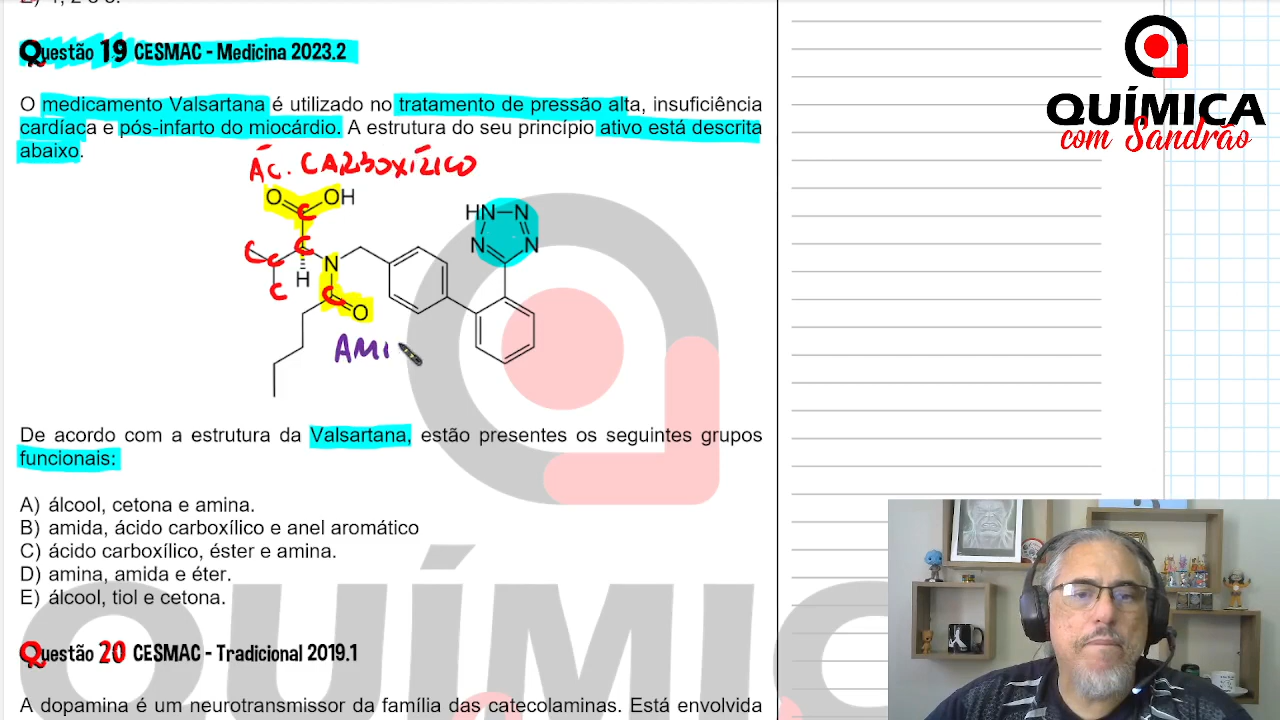 E) 1, 2 e 3.
Questão 19 CESMAC - Medicina 2023.2
QUÍMICA
com Sandrão
O medicamento Valsartana é utilizado no tratamento de pressão alta, insuficiência
cardíaca e pós-infarto do miocárdio. A estrutura do seu princípio ativo está descrita
abaixo.
ÁC. CARBOXÍLICO
O OH
C
HN N
C C C
N N N
H
C C
O
AMI
De acordo com a estrutura da Valsartana, estão presentes os seguintes grupos
funcionais:
A) álcool, cetona e amina.
B) amida, ácido carboxílico e anel aromático
C) ácido carboxílico, éster e amina.
D) amina, amida e éter.
E) álcool, tiol e cetona.
QUÍMIC
Questão 20 CESMAC - Tradicional 2019.1
A dopamina é um neurotransmissor da família das catecolaminas. Está envolvida